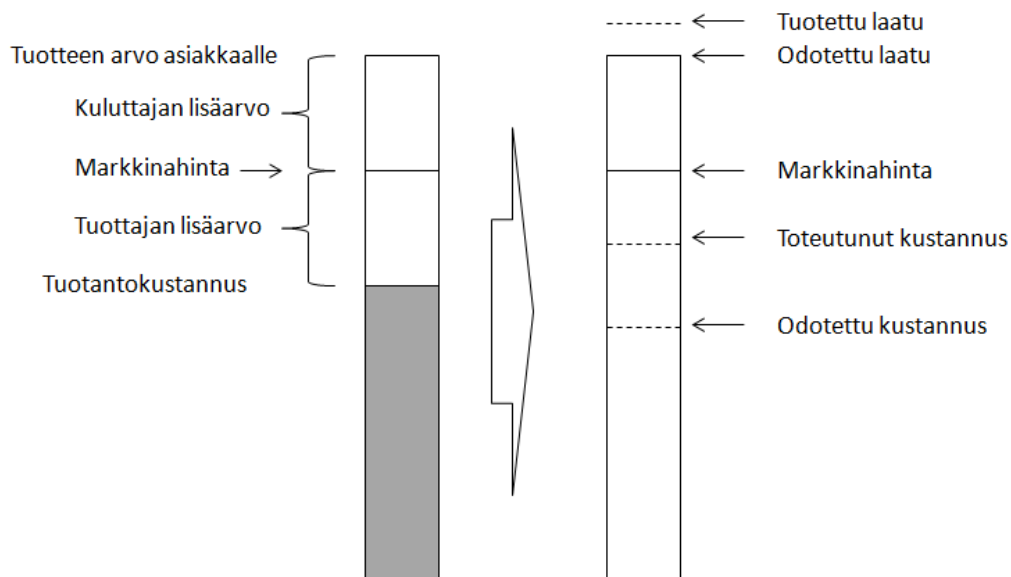 Tuotteen arvo asiakkaalle
Kuluttajan lisäarvo
Markkinahinta
Tuottajan lisäarvo
Tuotantokustannus
Tuotettu laatu
Odotettu laatu
Markkinahinta
Toteutunut kustannus
Odotettu kustannus